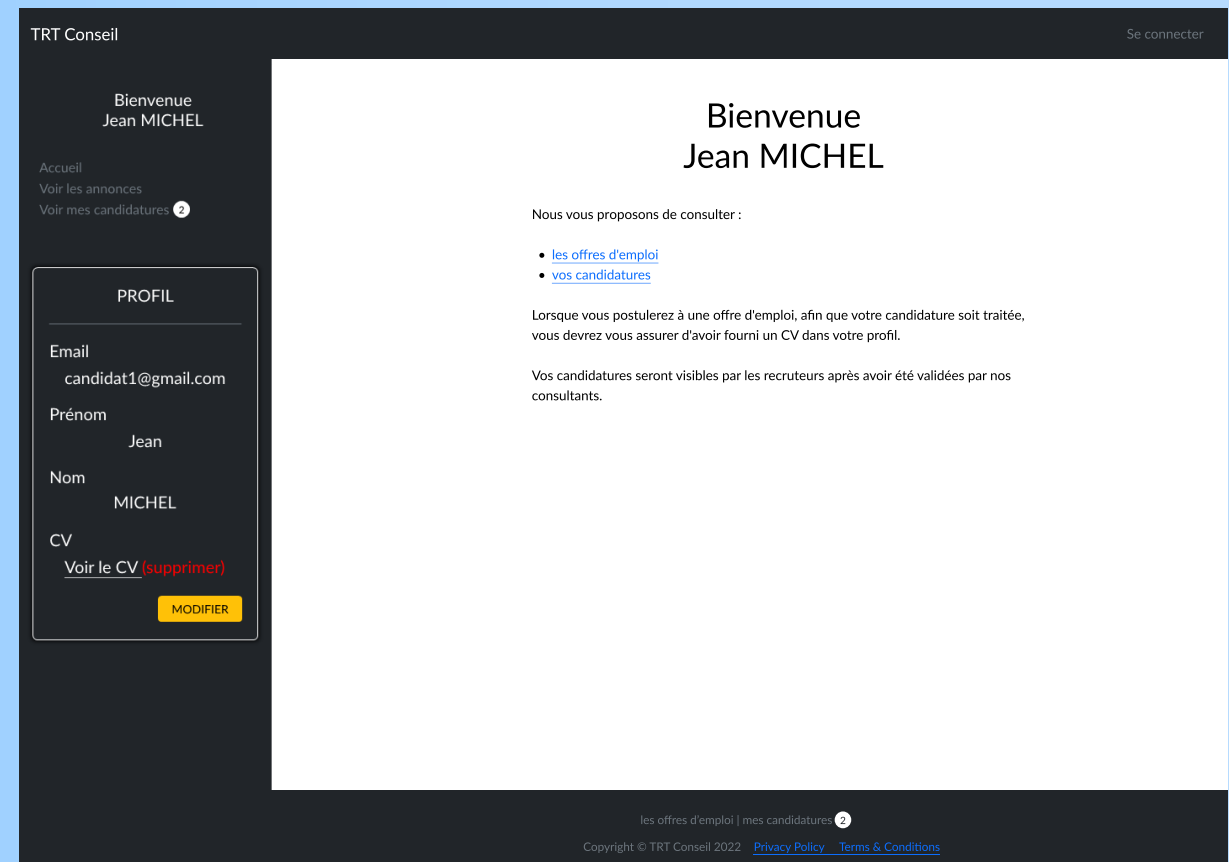 TRT Conseil
Se connecter
Bienvenue
Jean MICHEL
Accueil
Voir les annonces
Voir mes candidatures 2
PROFIL
Email
candidat1@gmail.com
Prénom
Jean
Nom
MICHEL
CV
Voir le CV (supprimer)
MODIFIER
Bienvenue
Jean MICHEL
Nous vous proposons de consulter :
• les offres d'emploi
• vos candidatures
Lorsque vous postulerez à une offre d'emploi, afin que votre candidature soit traitée,
vous devrez vous assurer d'avoir fourni un CV dans votre profil.
Vos candidatures seront visibles par les recruteurs après avoir été validées par nos
consultants.
les offres d'emploi | mes candidatures 2
Copyright © TRT Conseil 2022 Privacy Policy Terms & Conditions